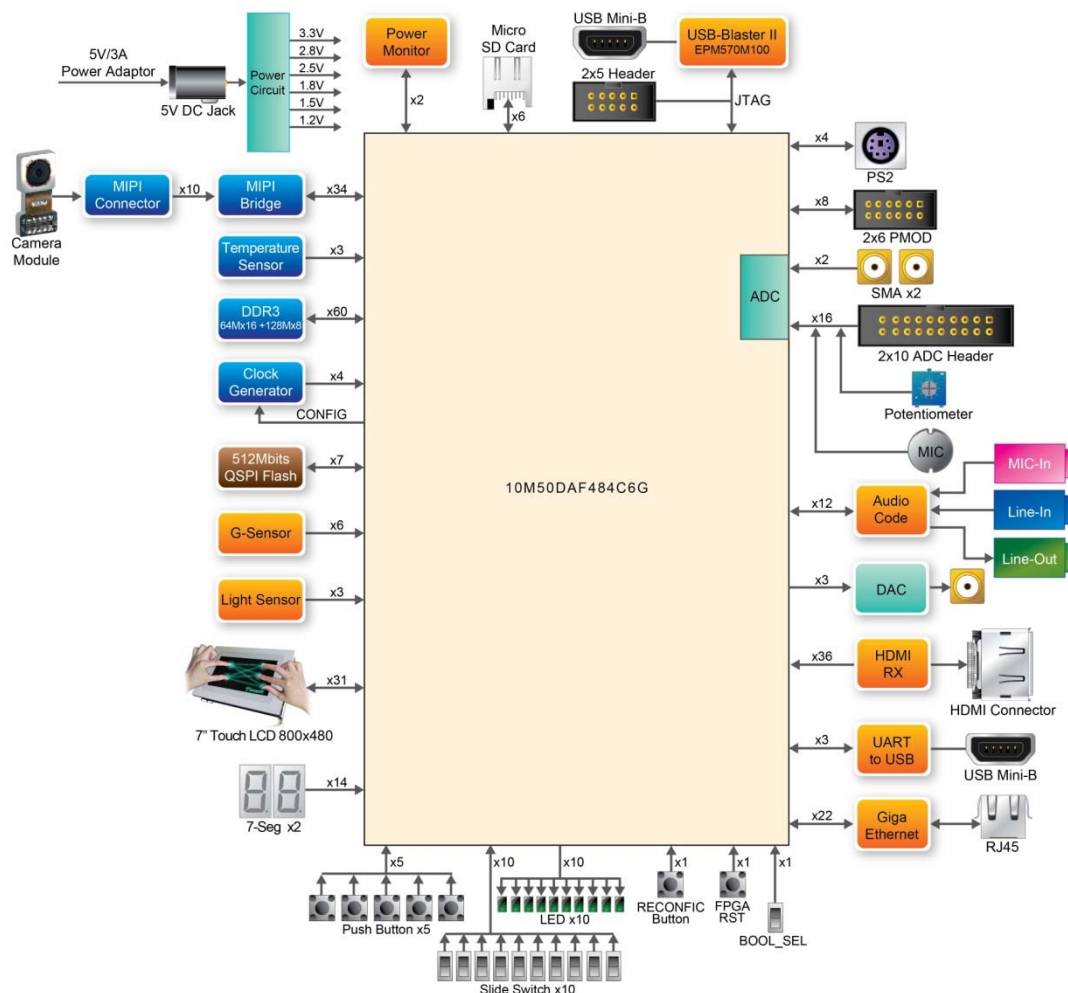 5V/3A
Power Adaptor
5V DC Jack
Power
Circuit
3.3V
2.8V
2.5V
1.8V
1.5V
1.2V
Power
Monitor
x2
Micro
SD Card
x6
USB Mini-B
USB-Blaster II
EPM570M100
2x5 Header
JTAG
Camera
Module
MIPI
Connector
x10
MIPI
Bridge
x34
Temperature
Sensor
x3
DDR3
64Mx16 +128Mx8
x60
Clock
Generator
x4
CONFIG
512Mbits
QSPI Flash
x7
G-Sensor
x6
Light Sensor
x3
x31
7" Touch LCD 800x480
x14
7-Seg x2
10M50DAF484C6G
x4
PS2
x8
2x6 PMOD
ADC
x2
SMA x2
x16
2x10 ADC Header
Potentiometer
MIC
MIC-In
x12
Audio
Code
Line-In
Line-Out
x3
DAC
x36
HDMI
RX
HDMI Connector
x3
UART
to USB
USB Mini-B
x22
Giga
Ethernet
RJ45
x5
Push Button x5
x10
Slide Switch x10
x10
LED x10
x1
RECONFIC
Button
x1
FPGA
RST
x1
BOOL_SEL